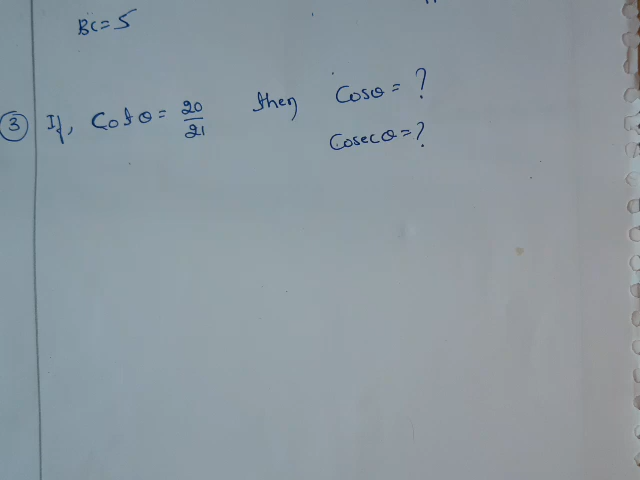 BC = 5
③ If, Cotθ = 20/21 then Cosθ = ?
Cosecθ = ?